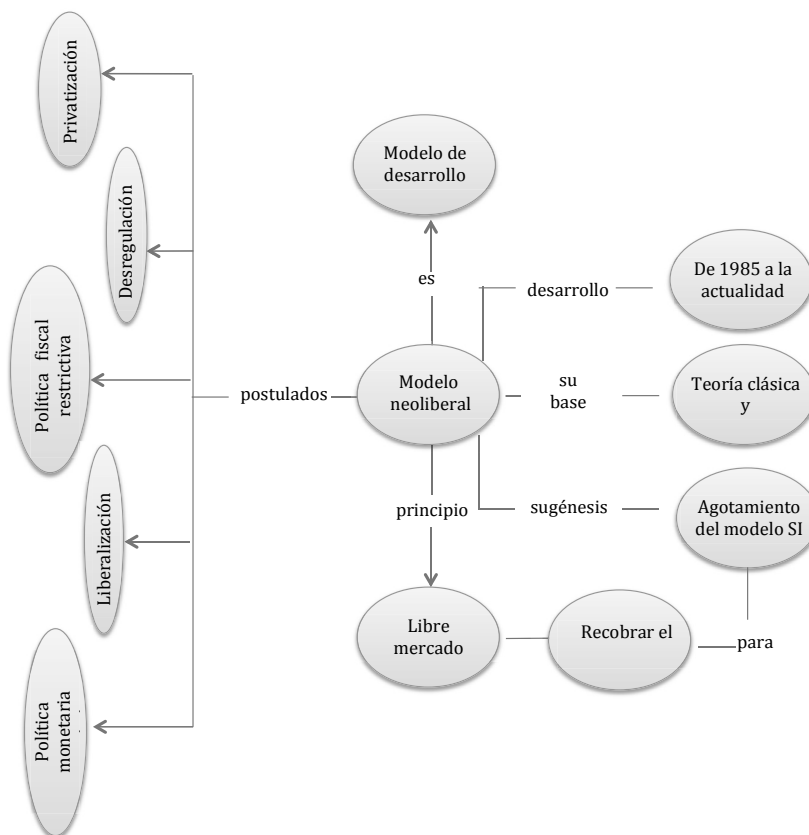 Privatización
Desregulación
Política fiscal
restrictiva
Liberalización
Política
monetaria
postulados
Modelo de
desarrollo
es
Modelo
neoliberal
desarrollo
De 1985 a la
actualidad
su
base
Teoría clásica
y
principio
sugénesis
Agotamiento
del modelo SI
Libre
mercado
Recobrar el
para